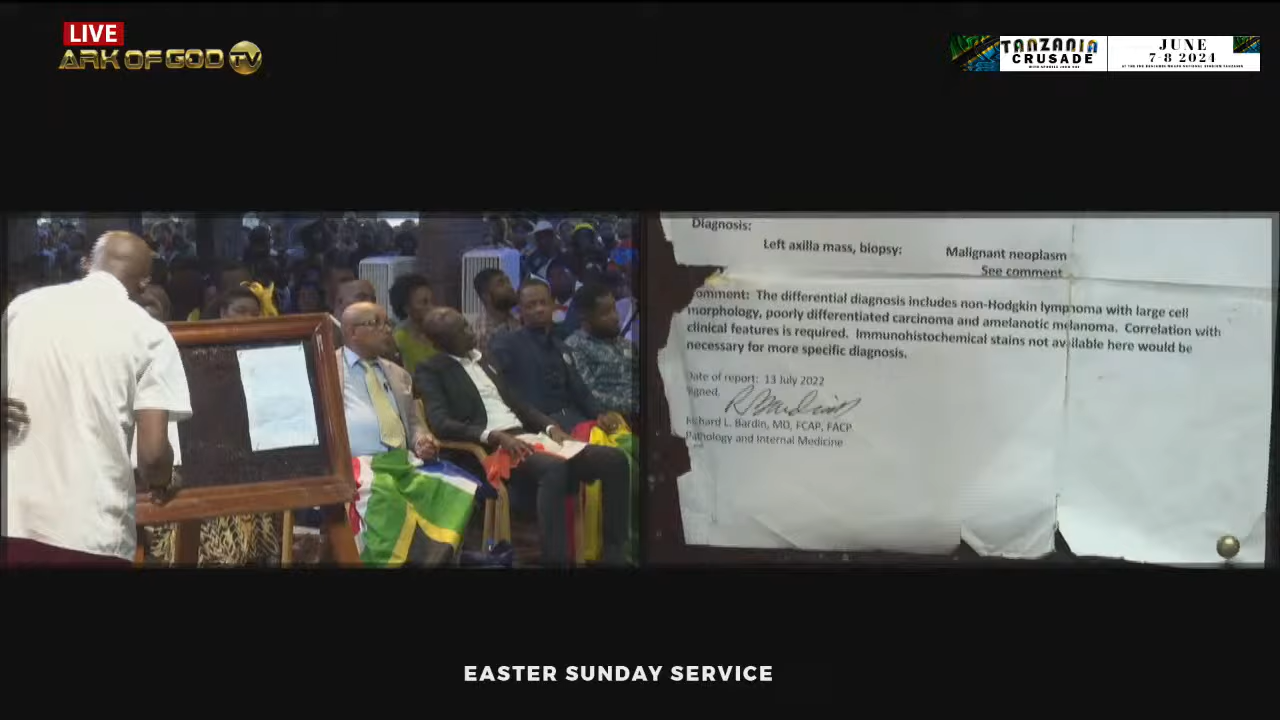 LIVE
ARK OF GOD TV
TANZANIA
CRUSADE
JUNE
7-8 2024
Diagnosis:
Left axilla mass, biopsy: Malignant neoplasm
See comment
omment: The differential diagnosis includes non-Hodgkin lymphoma with large cell
morphology, poorly differentiated carcinoma and amelanotic melanoma. Correlation with
clinical features is required. Immunohistochemical stains not available here would be
necessary for more specific diagnosis.
Date of report: 13 July 2022
Signed,
Richard L. Bardin, MD, FCAP, FACP
Pathology and Internal Medicine
EASTER SUNDAY SERVICE